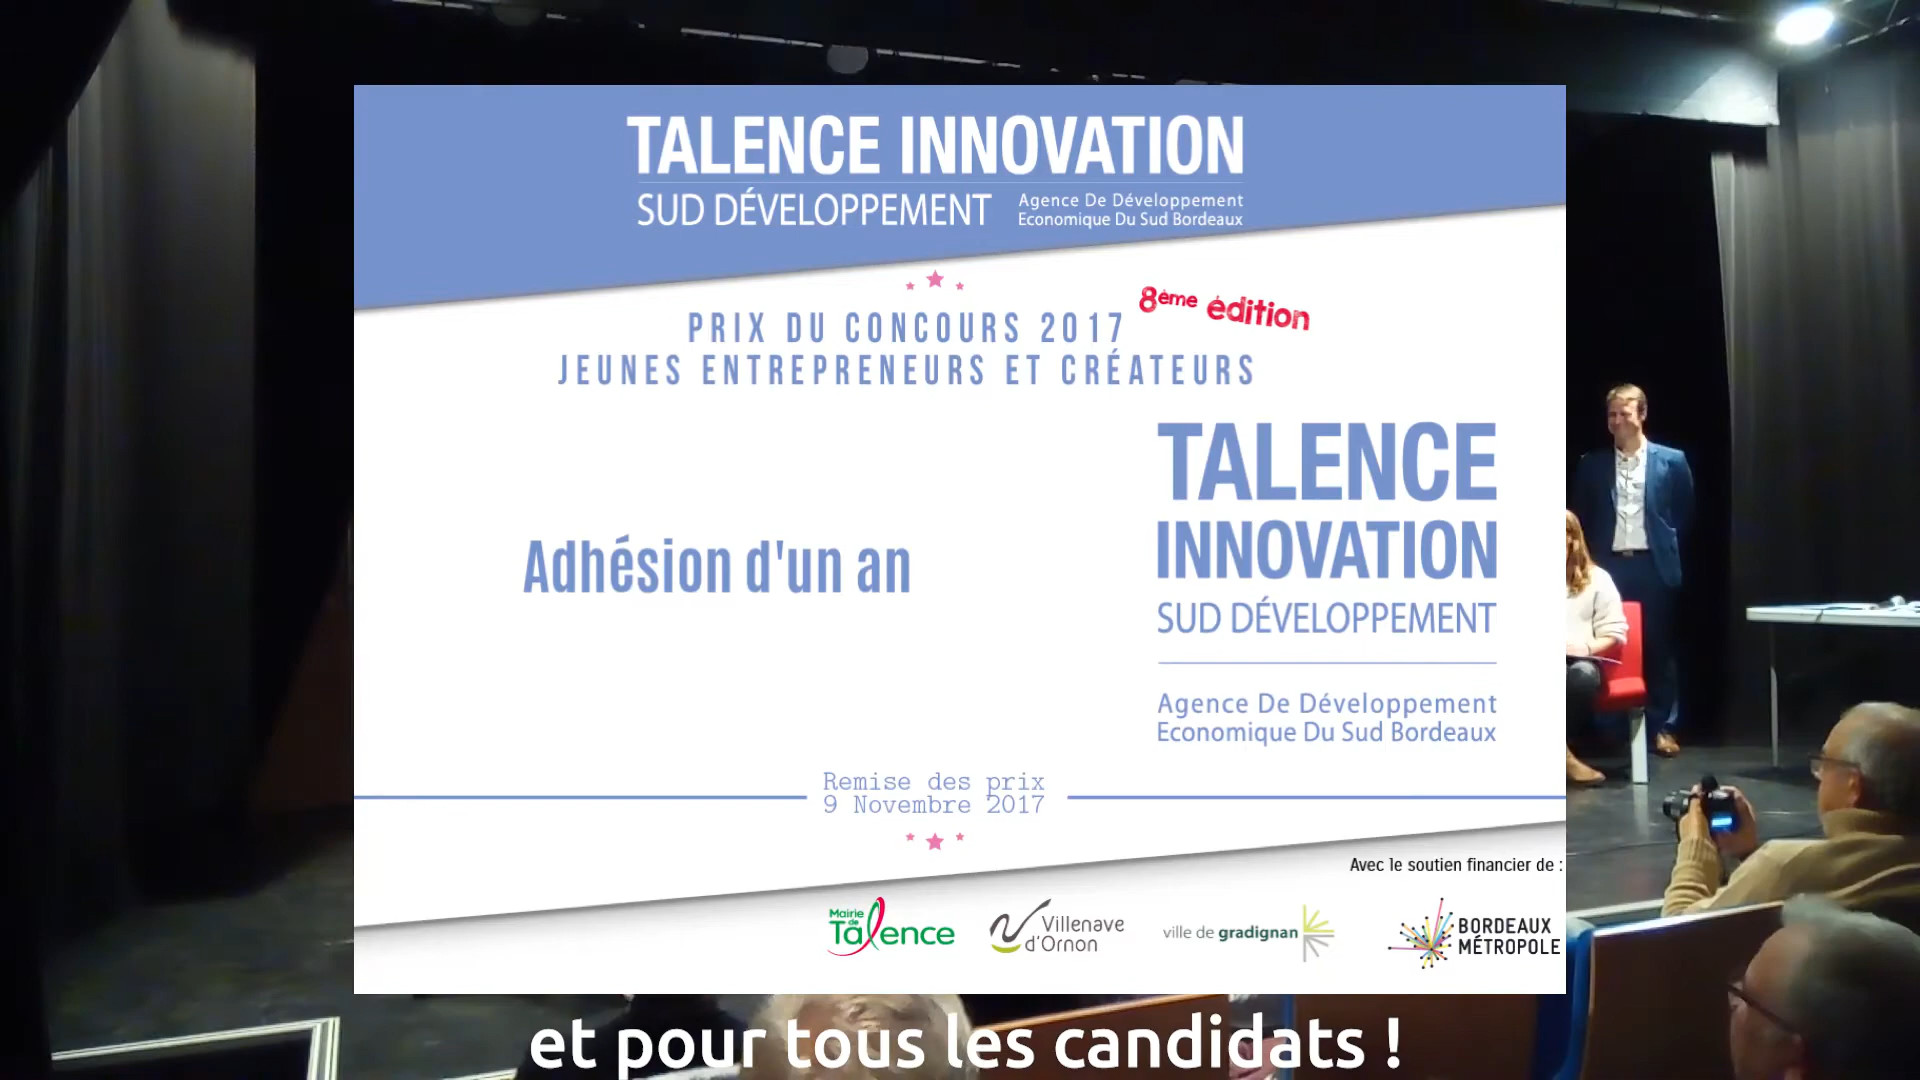 TALENCE INNOVATION
SUD DÉVELOPPEMENT
Agence De Développement
Economique Du Sud Bordeaux
8ème édition
PRIX DU CONCOURS 2017
JEUNES ENTREPRENEURS ET CRÉATEURS
Adhésion d'un an
TALENCE
INNOVATION
SUD DÉVELOPPEMENT
Agence De Développement
Economique Du Sud Bordeaux
Remise des prix
9 Novembre 2017
Avec le soutien financier de :
Mairie
de
Talence
Villenave
d'Ornon
ville de gradignan
BORDEAUX
MÉTROPOLE
et pour tous les candidats !